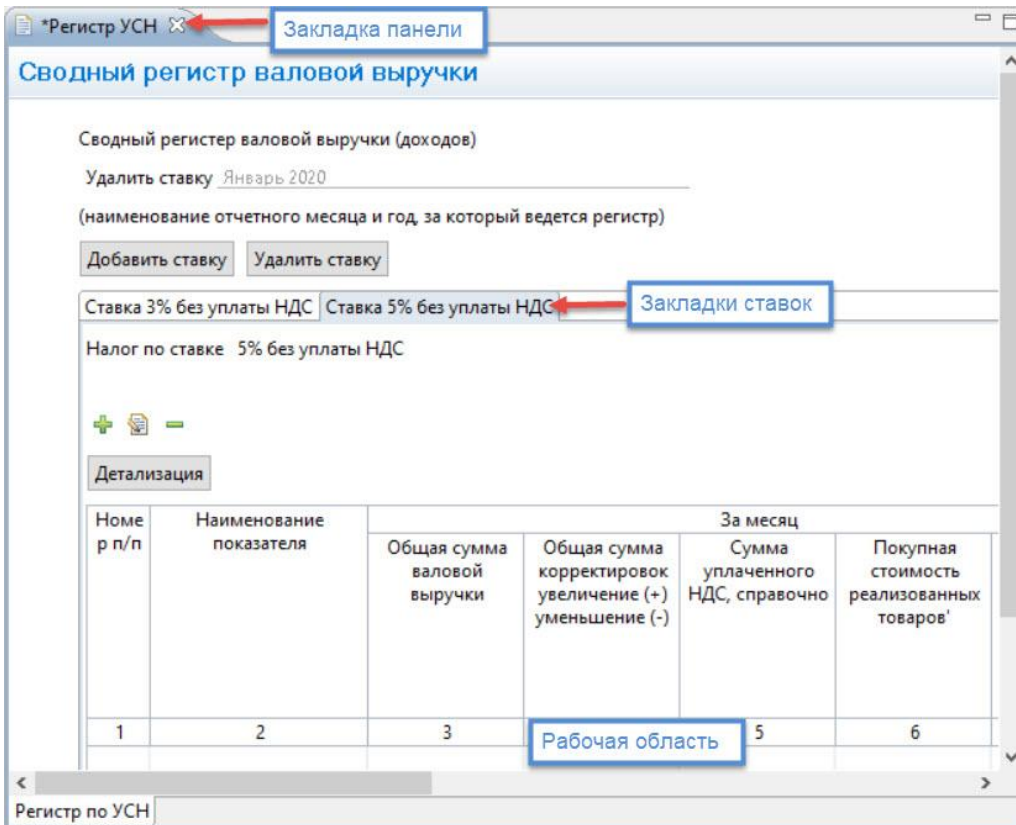 *Регистр УСН
Закладка панели
Сводный регистр валовой выручки
Сводный регистер валовой выручки (доходов)
Удалить ставку Январь 2020
(наименование отчетного месяца и год, за который ведется регистр)
Добавить ставку Удалить ставку
Ставка 3% без уплаты НДС Ставка 5% без уплаты НДС
Закладки ставок
Налог по ставке 5% без уплаты НДС
Детализация
Номе
р п/п
Наименование
показателя
За месяц
Общая сумма
валовой
выручки
Общая сумма
корректировок
увеличение (+)
уменьшение (-)
Сумма
уплаченного
НДС, справочно
Покупная
стоимость
реализованных
товаров'
1 2 3 5 6
Рабочая область
Регистр по УСН